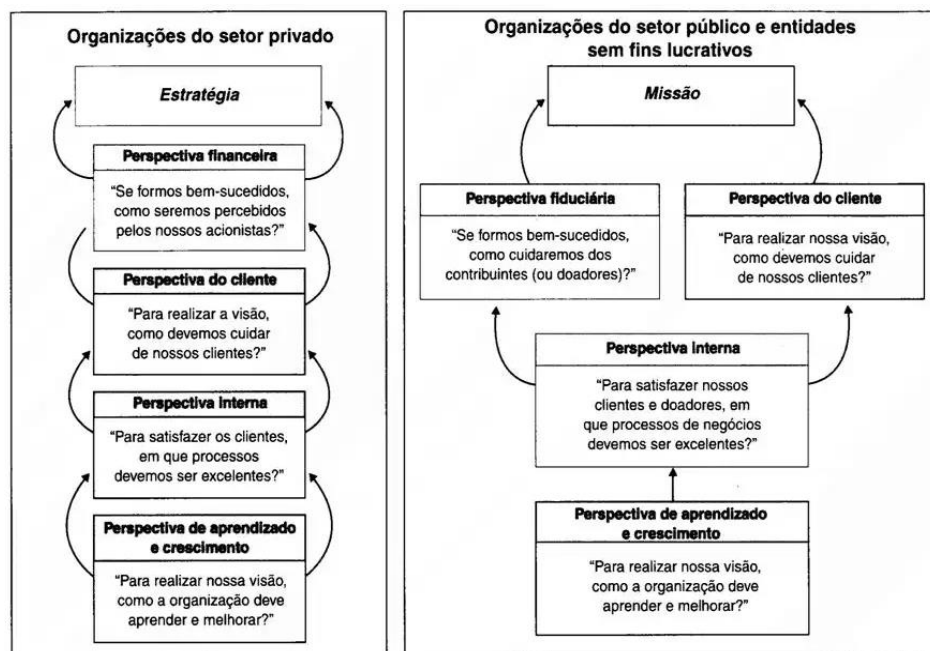 Organizações do setor privado
Estratégia
Perspectiva financeira
“Se formos bem-sucedidos,
como seremos percebidos
pelos nossos acionistas?”
Perspectiva do cliente
“Para realizar a visão,
como devemos cuidar
de nossos clientes?”
Perspectiva interna
“Para satisfazer os clientes,
em que processos
devemos ser excelentes?”
Perspectiva de aprendizado
e crescimento
“Para realizar nossa visão,
como a organização deve
aprender e melhorar?”
Organizações do setor público e entidades
sem fins lucrativos
Missão
Perspectiva fiduciária
“Se formos bem-sucedidos,
como cuidaremos dos
contribuintes (ou doadores)?”
Perspectiva do cliente
“Para realizar nossa visão,
como devemos cuidar
de nossos clientes?”
Perspectiva interna
“Para satisfazer nossos
clientes e doadores, em
que processos de negócios
devemos ser excelentes?”
Perspectiva de aprendizado
e crescimento
“Para realizar nossa visão,
como a organização deve
aprender e melhorar?”